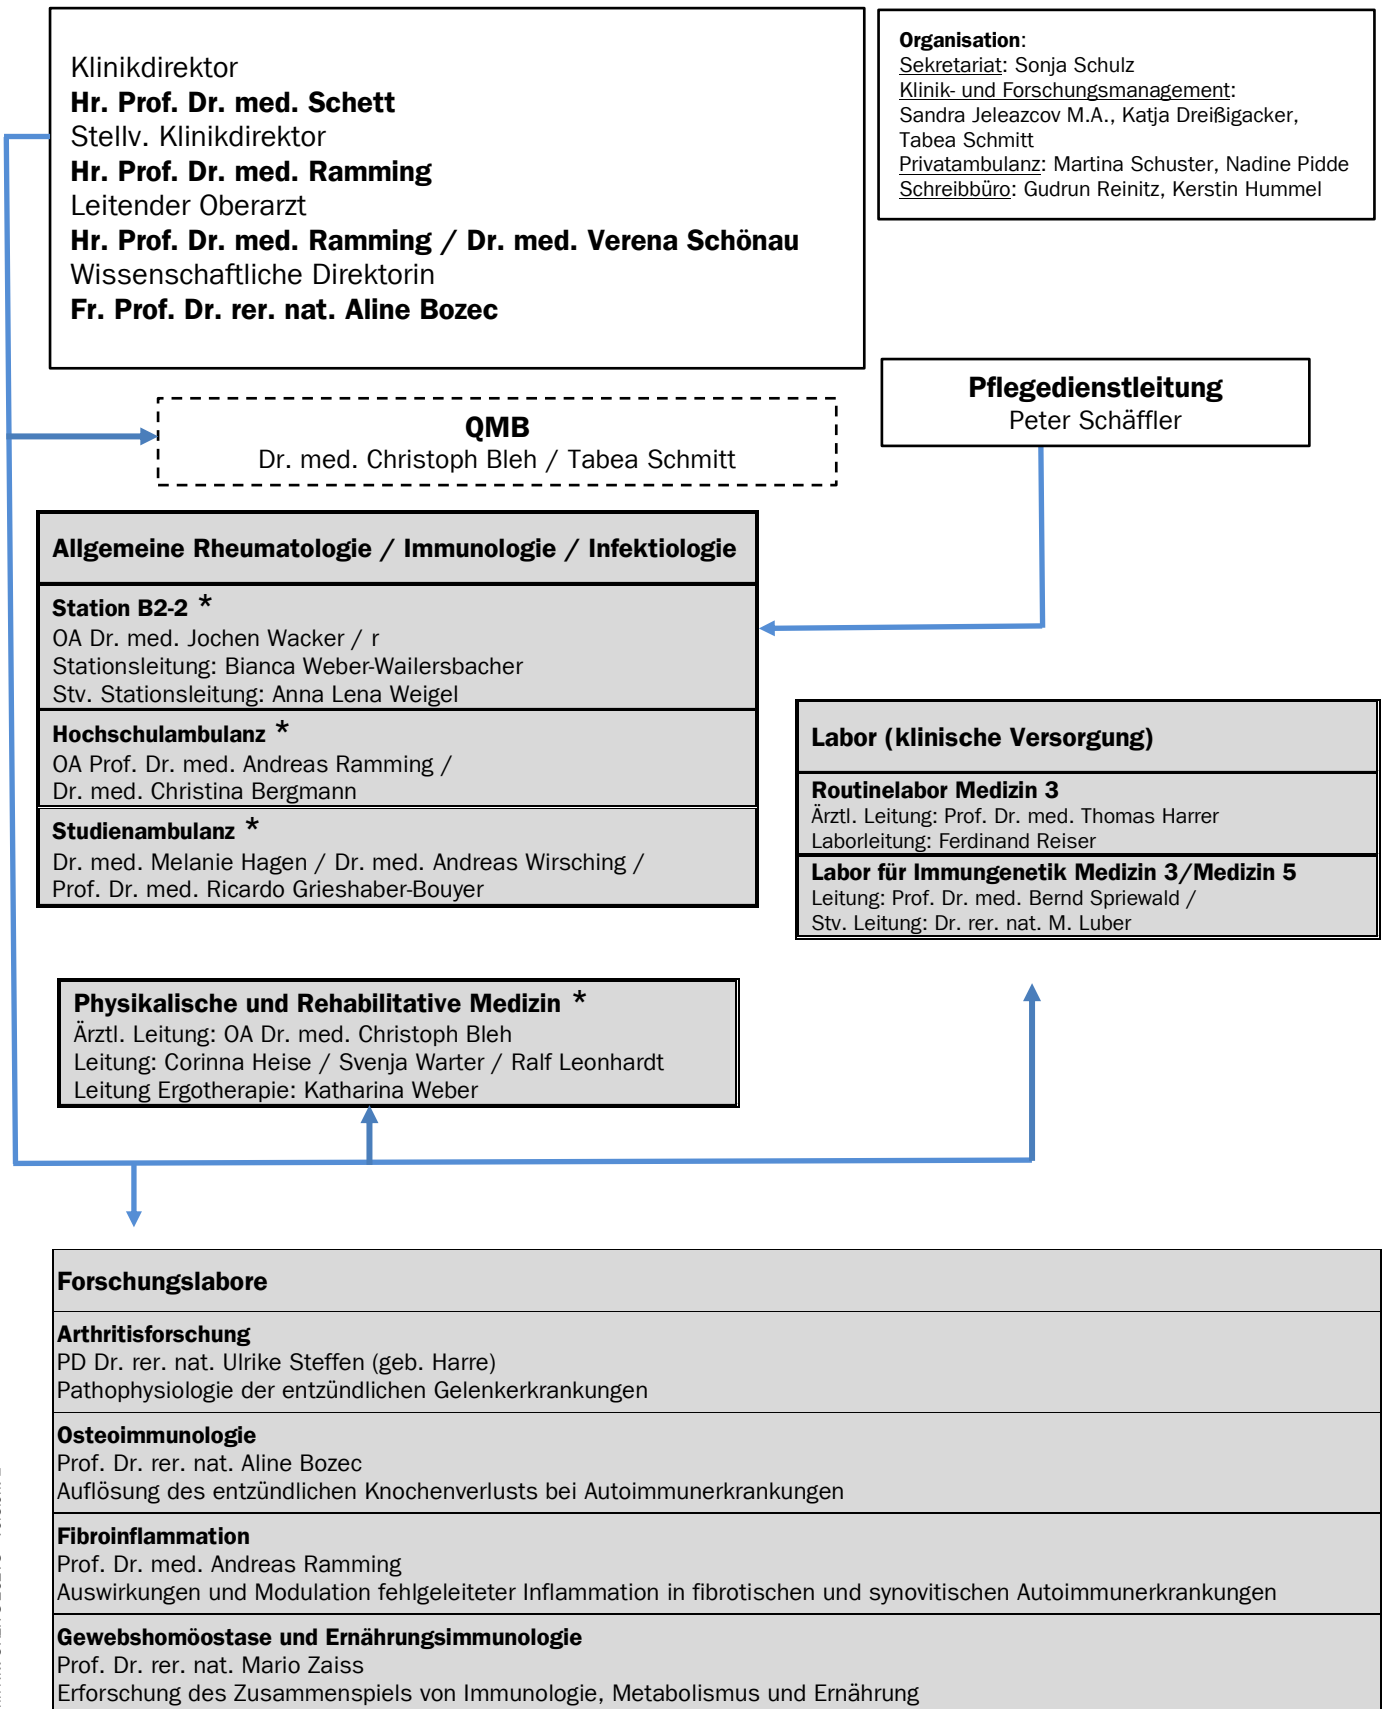 Klinikdirektor
Hr. Prof. Dr. med. Schett
Stellv. Klinikdirektor
Hr. Prof. Dr. med. Ramming
Leitender Oberarzt
Hr. Prof. Dr. med. Ramming / Dr. med. Verena Schönau
Wissenschaftliche Direktorin
Fr. Prof. Dr. rer. nat. Aline Bozec
Organisation:
Sekretariat: Sonja Schulz
Klinik- und Forschungsmanagement:
Sandra Jeleazcov M.A., Katja Dreißigacker,
Tabea Schmitt
Privatambulanz: Martina Schuster, Nadine Pidde
Schreibbüro: Gudrun Reinitz, Kerstin Hummel
Pflegedienstleitung
Peter Schäffler
QMB
Dr. med. Christoph Bleh / Tabea Schmitt
Allgemeine Rheumatologie / Immunologie / Infektiologie
Station B2-2 *
OA Dr. med. Jochen Wacker / r
Stationsleitung: Bianca Weber-Wailersbacher
Stv. Stationsleitung: Anna Lena Weigel
Hochschulambulanz *
OA Prof. Dr. med. Andreas Ramming /
Dr. med. Christina Bergmann
Studienambulanz *
Dr. med. Melanie Hagen / Dr. med. Andreas Wirsching /
Prof. Dr. med. Ricardo Grieshaber-Bouyer
Labor (klinische Versorgung)
Routinelabor Medizin 3
Ärztl. Leitung: Prof. Dr. med. Thomas Harrer
Laborleitung: Ferdinand Reiser
Labor für Immungenetik Medizin 3/Medizin 5
Leitung: Prof. Dr. med. Bernd Spriewald /
Stv. Leitung: Dr. rer. nat. M. Luber
Physikalische und Rehabilitative Medizin *
Ärztl. Leitung: OA Dr. med. Christoph Bleh
Leitung: Corinna Heise / Svenja Warter / Ralf Leonhardt
Leitung Ergotherapie: Katharina Weber
Forschungslabore
Arthritisforschung
PD Dr. rer. nat. Ulrike Steffen (geb. Harre)
Pathophysiologie der entzündlichen Gelenkerkrankungen
Osteoimmunologie
Prof. Dr. rer. nat. Aline Bozec
Auflösung des entzündlichen Knochenverlusts bei Autoimmunerkrankungen
Fibroinflammation
Prof. Dr. med. Andreas Ramming
Auswirkungen und Modulation fehlgeleiteter Inflammation in fibrotischen und synovitischen Autoimmunerkrankungen
Gewebshomöostase und Ernährungsimmunologie
Prof. Dr. rer. nat. Mario Zaiss
Erforschung des Zusammenspiels von Immunologie, Metabolismus und Ernährung